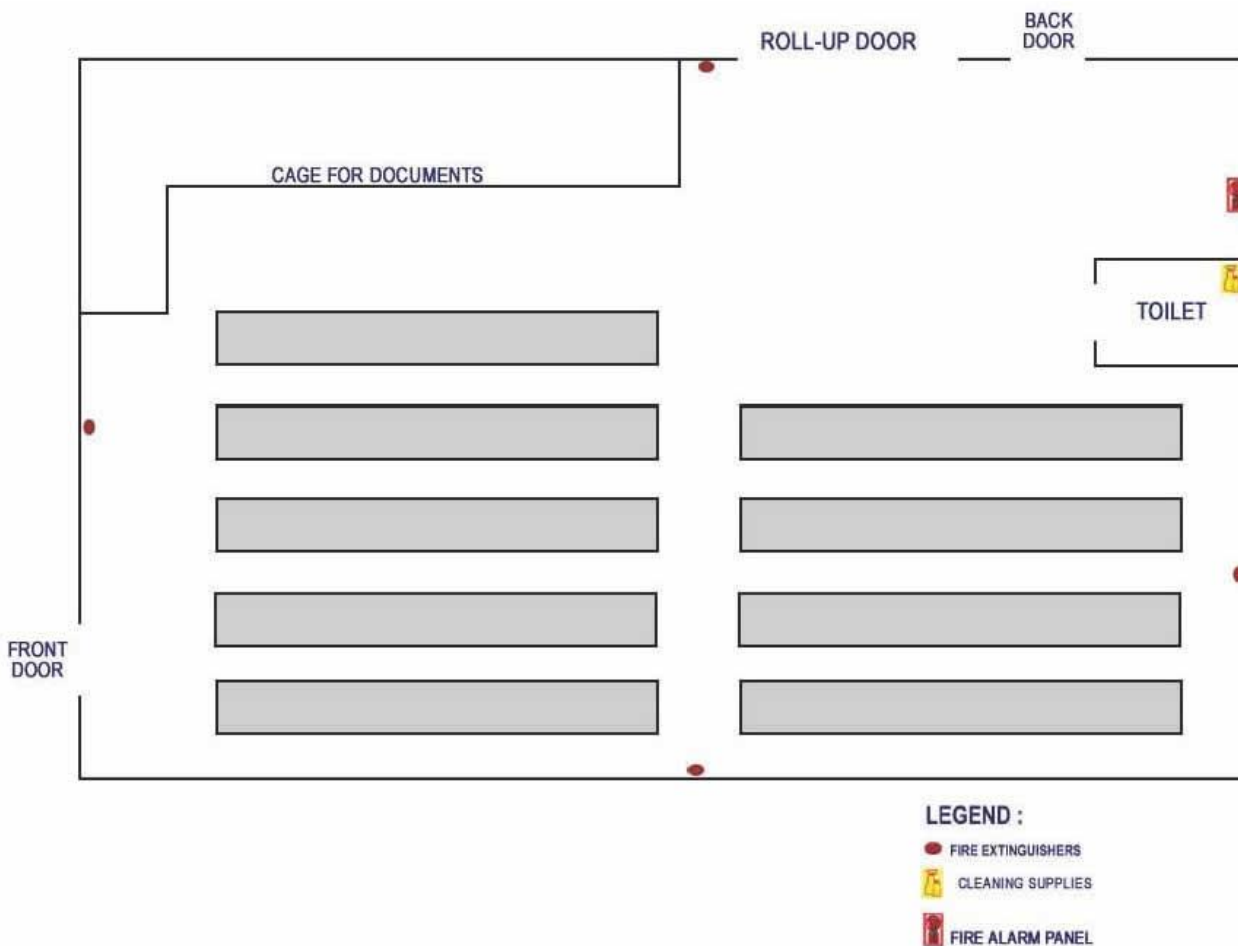 BACK
DOOR
ROLL-UP DOOR
CAGE FOR DOCUMENTS
TOILET
FRONT
DOOR
LEGEND :
FIRE EXTINGUISHERS
CLEANING SUPPLIES
FIRE ALARM PANEL